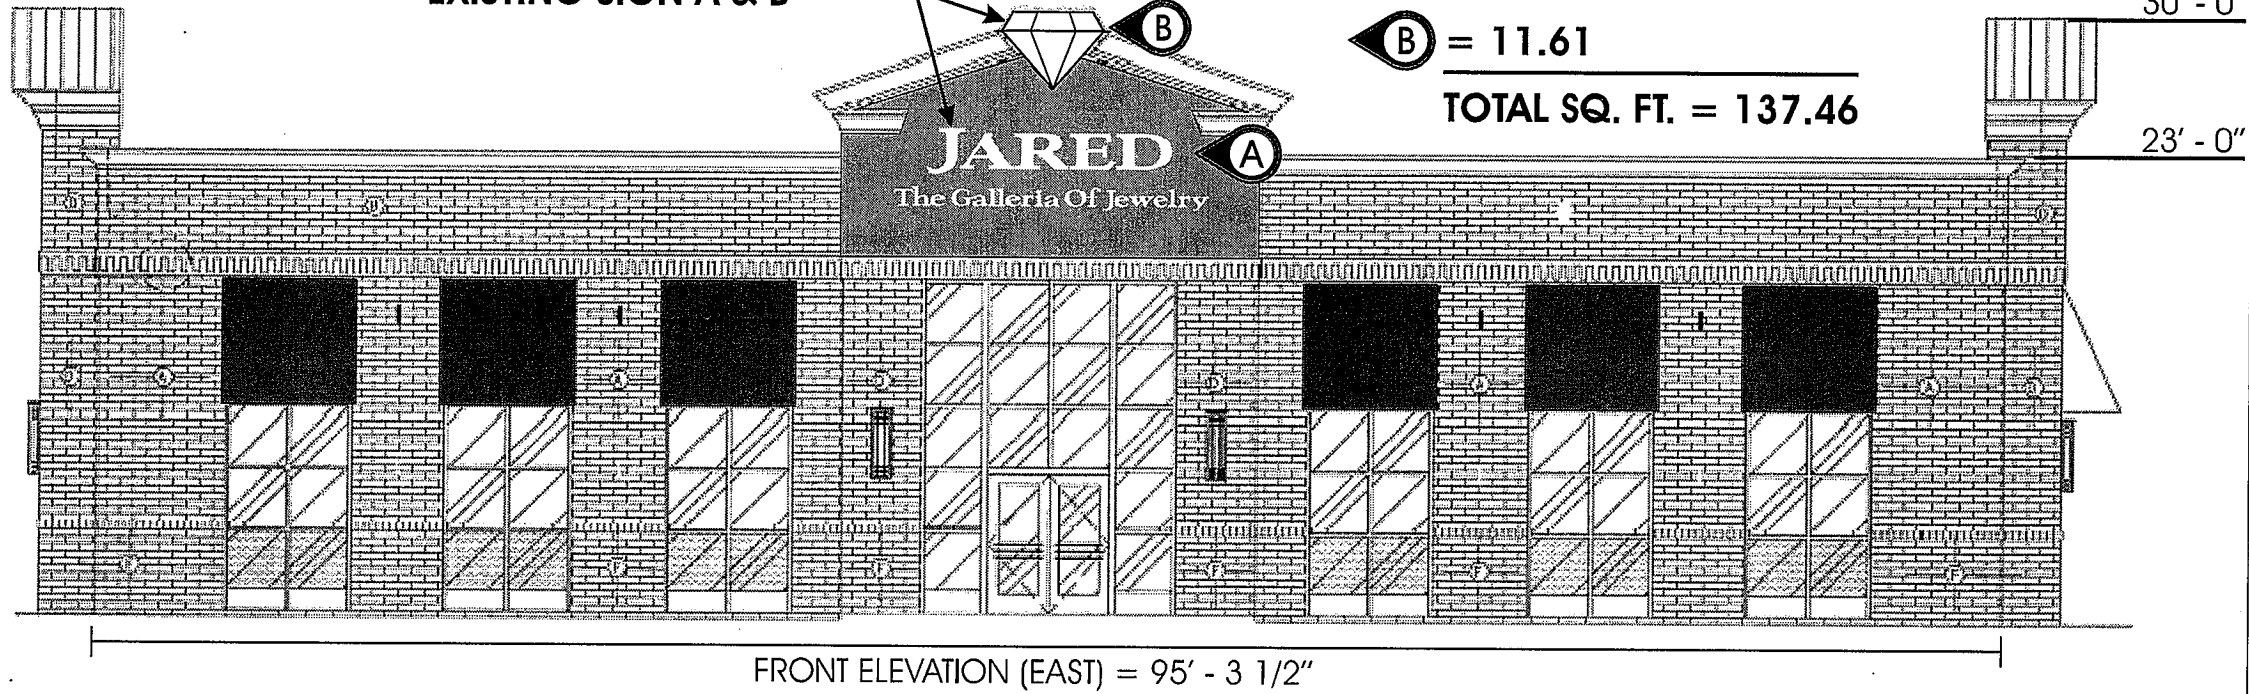 EXISTING SIGN A & B
B
B = 11.61
TOTAL SQ. FT. = 137.46
30' - 0"
23' - 0"
JARED
A
The Galleria Of Jewelry
FRONT ELEVATION (EAST) = 95' - 3 1/2"